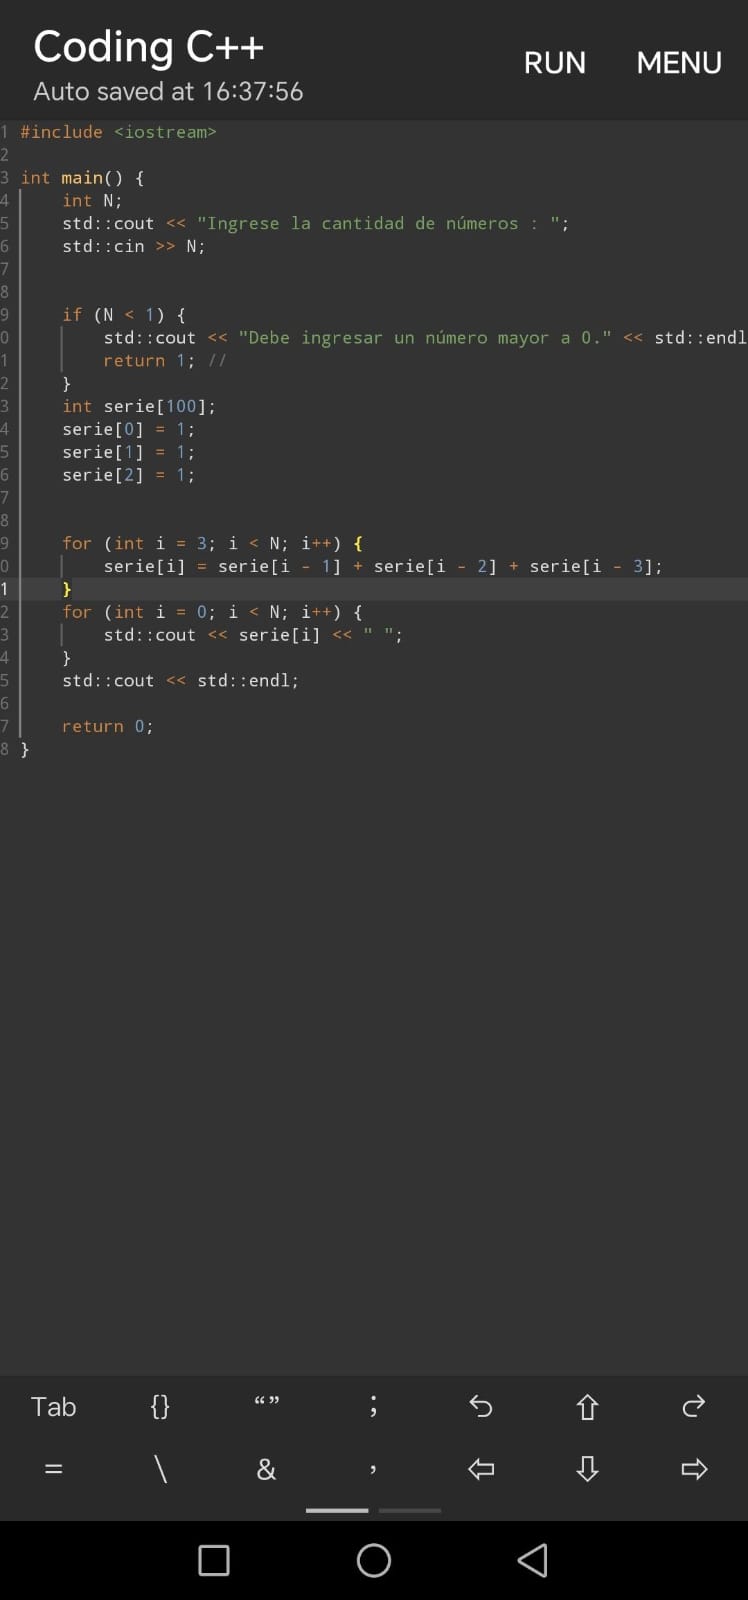 Coding C++
RUN MENU
Auto saved at 16:37:56
1 #include <iostream>
2
3 int main() {
4     int N;
5     std::cout << "Ingrese la cantidad de números : ";
6     std::cin >> N;
7
8
9     if (N < 1) {
0         std::cout << "Debe ingresar un número mayor a 0." << std::endl
1         return 1; //
2     }
3     int serie[100];
4     serie[0] = 1;
5     serie[1] = 1;
6     serie[2] = 1;
7
8
9     for (int i = 3; i < N; i++) {
0         serie[i] = serie[i - 1] + serie[i - 2] + serie[i - 3];
1     }
2     for (int i = 0; i < N; i++) {
3         std::cout << serie[i] << " ";
4     }
5     std::cout << std::endl;
6
7     return 0;
8 }
Tab {} “” ;
= \ & ,